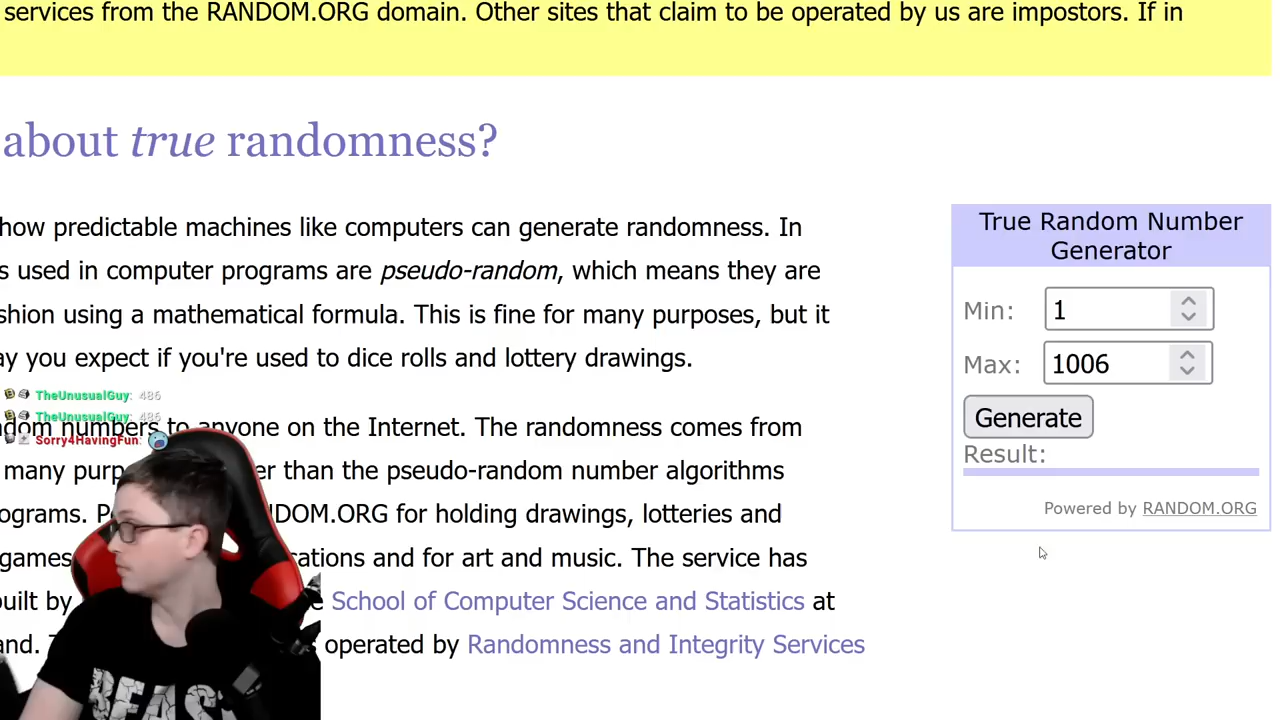 services from the RANDOM.ORG domain. Other sites that claim to be operated by us are impostors. If in
about true randomness?
how predictable machines like computers can generate randomness. In
s used in computer programs are pseudo-random, which means they are
shion using a mathematical formula. This is fine for many purposes, but it
ay you expect if you're used to dice rolls and lottery drawings.
TheUnusualGuy: 486
TheUnusualGuy: 486
ndom numbers to anyone on the Internet. The randomness comes from
Sorry4HavingFun:
many purp er than the pseudo-random number algorithms
ograms. P NDOM.ORG for holding drawings, lotteries and
games cations and for art and music. The service has
built by School of Computer Science and Statistics at
and. operated by Randomness and Integrity Services
True Random Number
Generator
Min: 1
Max: 1006
Generate
Result:
Powered by RANDOM.ORG
BEAST